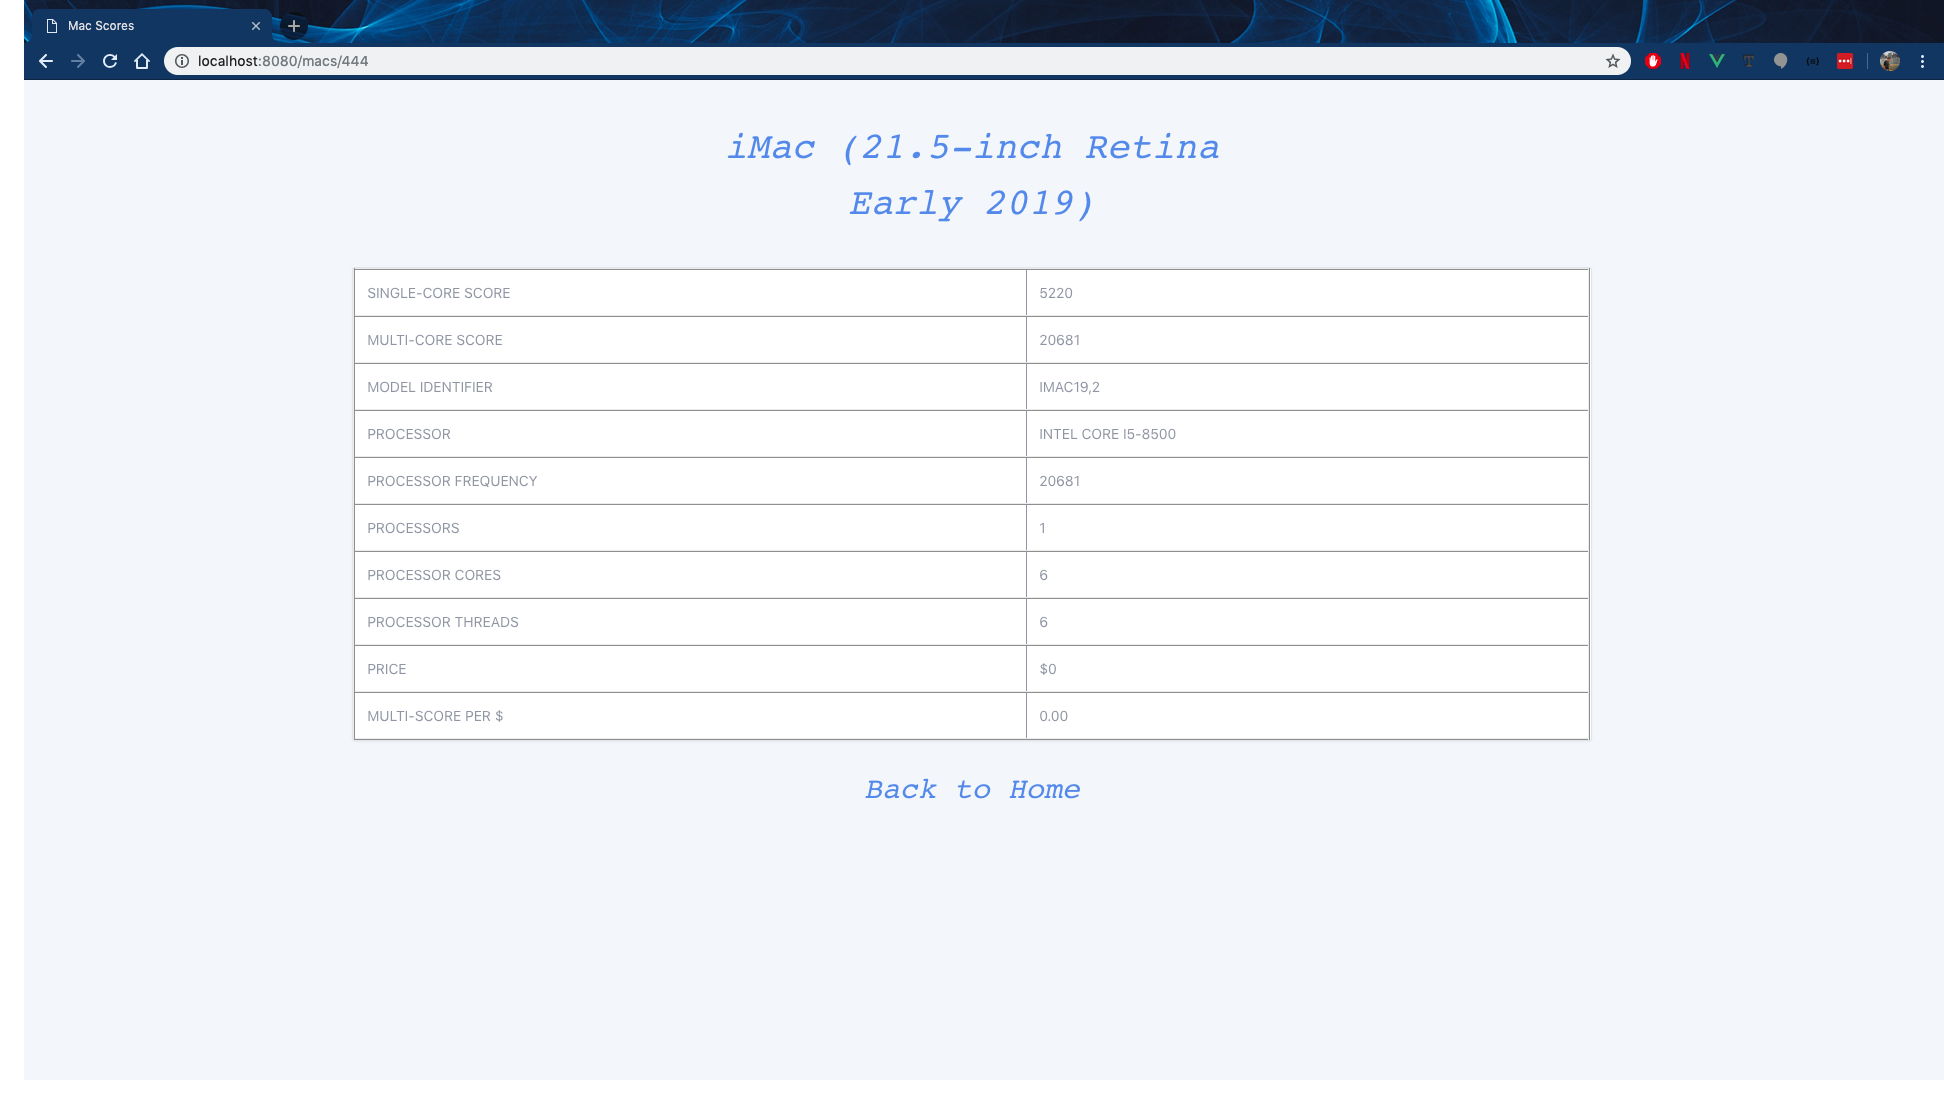 Mac Scores
localhost:8080/macs/444
iMac (21.5-inch Retina
Early 2019)
SINGLE-CORE SCORE 5220
MULTI-CORE SCORE 20681
MODEL IDENTIFIER IMAC19,2
PROCESSOR INTEL CORE I5-8500
PROCESSOR FREQUENCY 20681
PROCESSORS 1
PROCESSOR CORES 6
PROCESSOR THREADS 6
PRICE $0
MULTI-SCORE PER $ 0.00
Back to Home